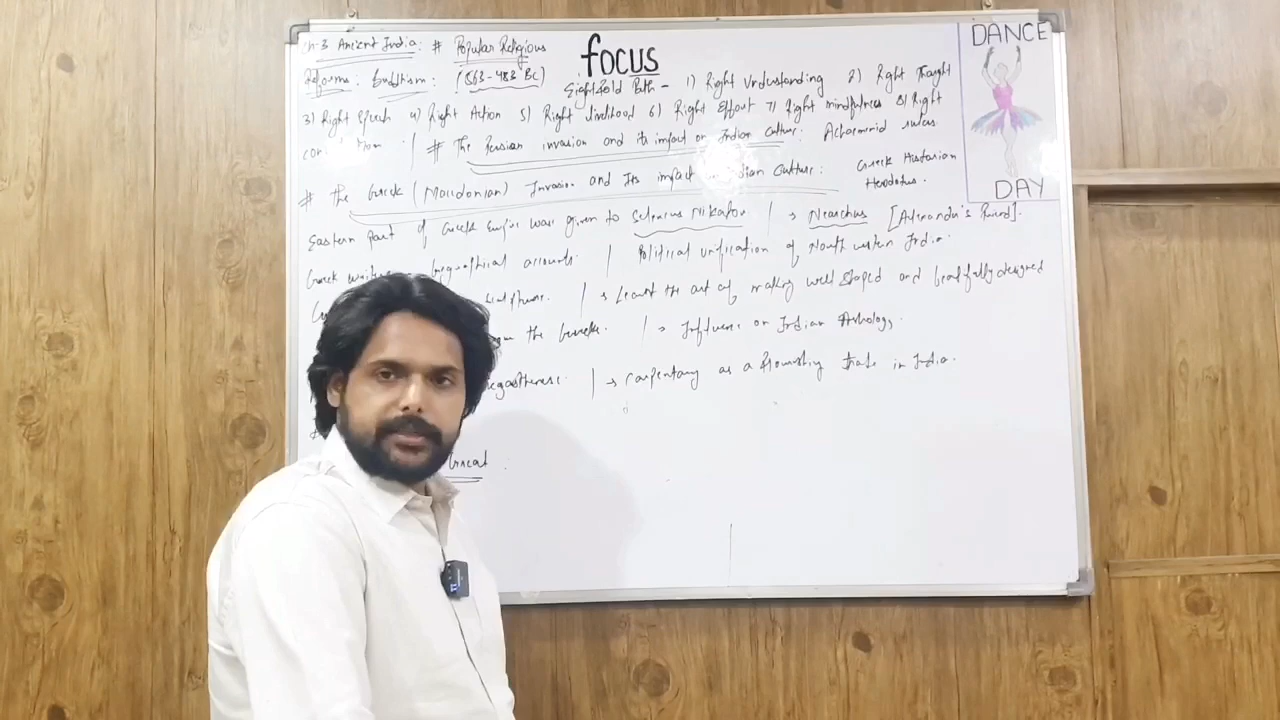 Ch-3 Ancient India: # Popular Religious
focus
DANCE
Reforms: Buddhism: (563-483 BC)
Eightfold Path - 1) Right Understanding 2) Right Thought
3) Right Speech 4) Right Action 5) Right livelihood 6) Right Effort 7) Right mindfulness 8) Right
# The Persian invasion and its impact on Indian Culture: Achaemenid rulers
# The Greek (Macedonian) Invasion and Its impact on Indian Culture: Greek Historian
Herodotus.
DAY
Eastern Part of Greek Empire was given to Seleucus Nikator | → Nearchus [Alexander's friend].
Greek geographical accounts. | Political unification of North western India.
| → Learnt the art of making well shaped and beautifully designed
the Greeks. | → Influence on Indian
| → Carpentary as a flourishing trade in India.
Great.